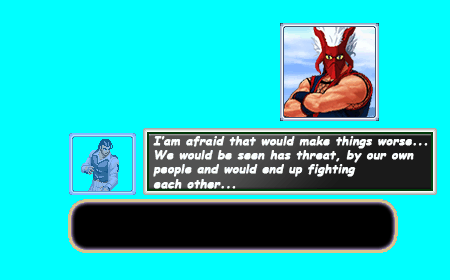 I'am afraid that would make things worse...
We would be seen has threat, by our own
people and would end up fighting
each other...